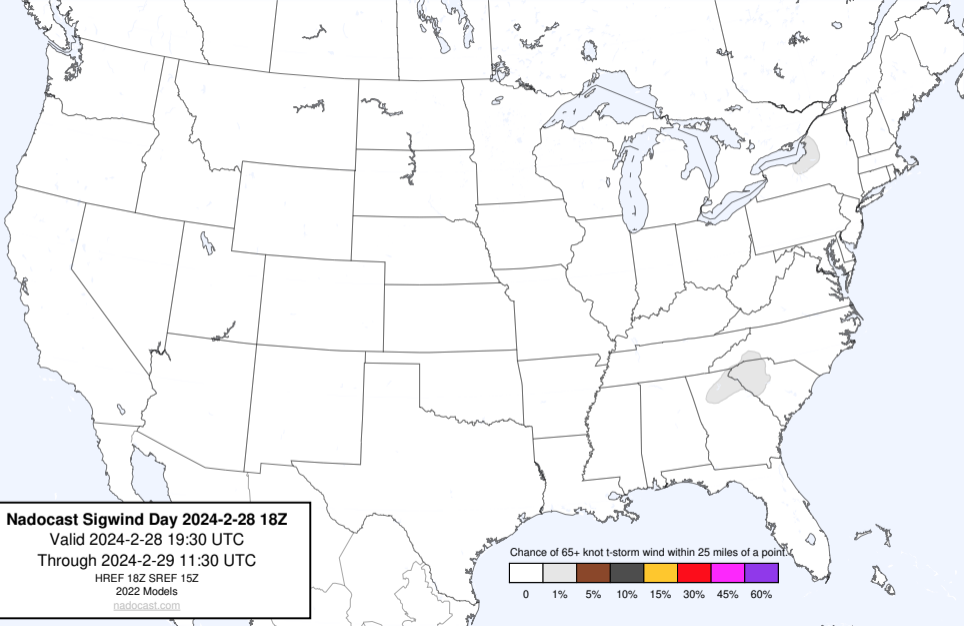 Nadocast Sigwind Day 2024-2-28 18Z
Valid 2024-2-28 19:30 UTC
Through 2024-2-29 11:30 UTC
HREF 18Z SREF 15Z
2022 Models
nadocast.com
Chance of 65+ knot t-storm wind within 25 miles of a point.
0 1% 5% 10% 15% 30% 45% 60%